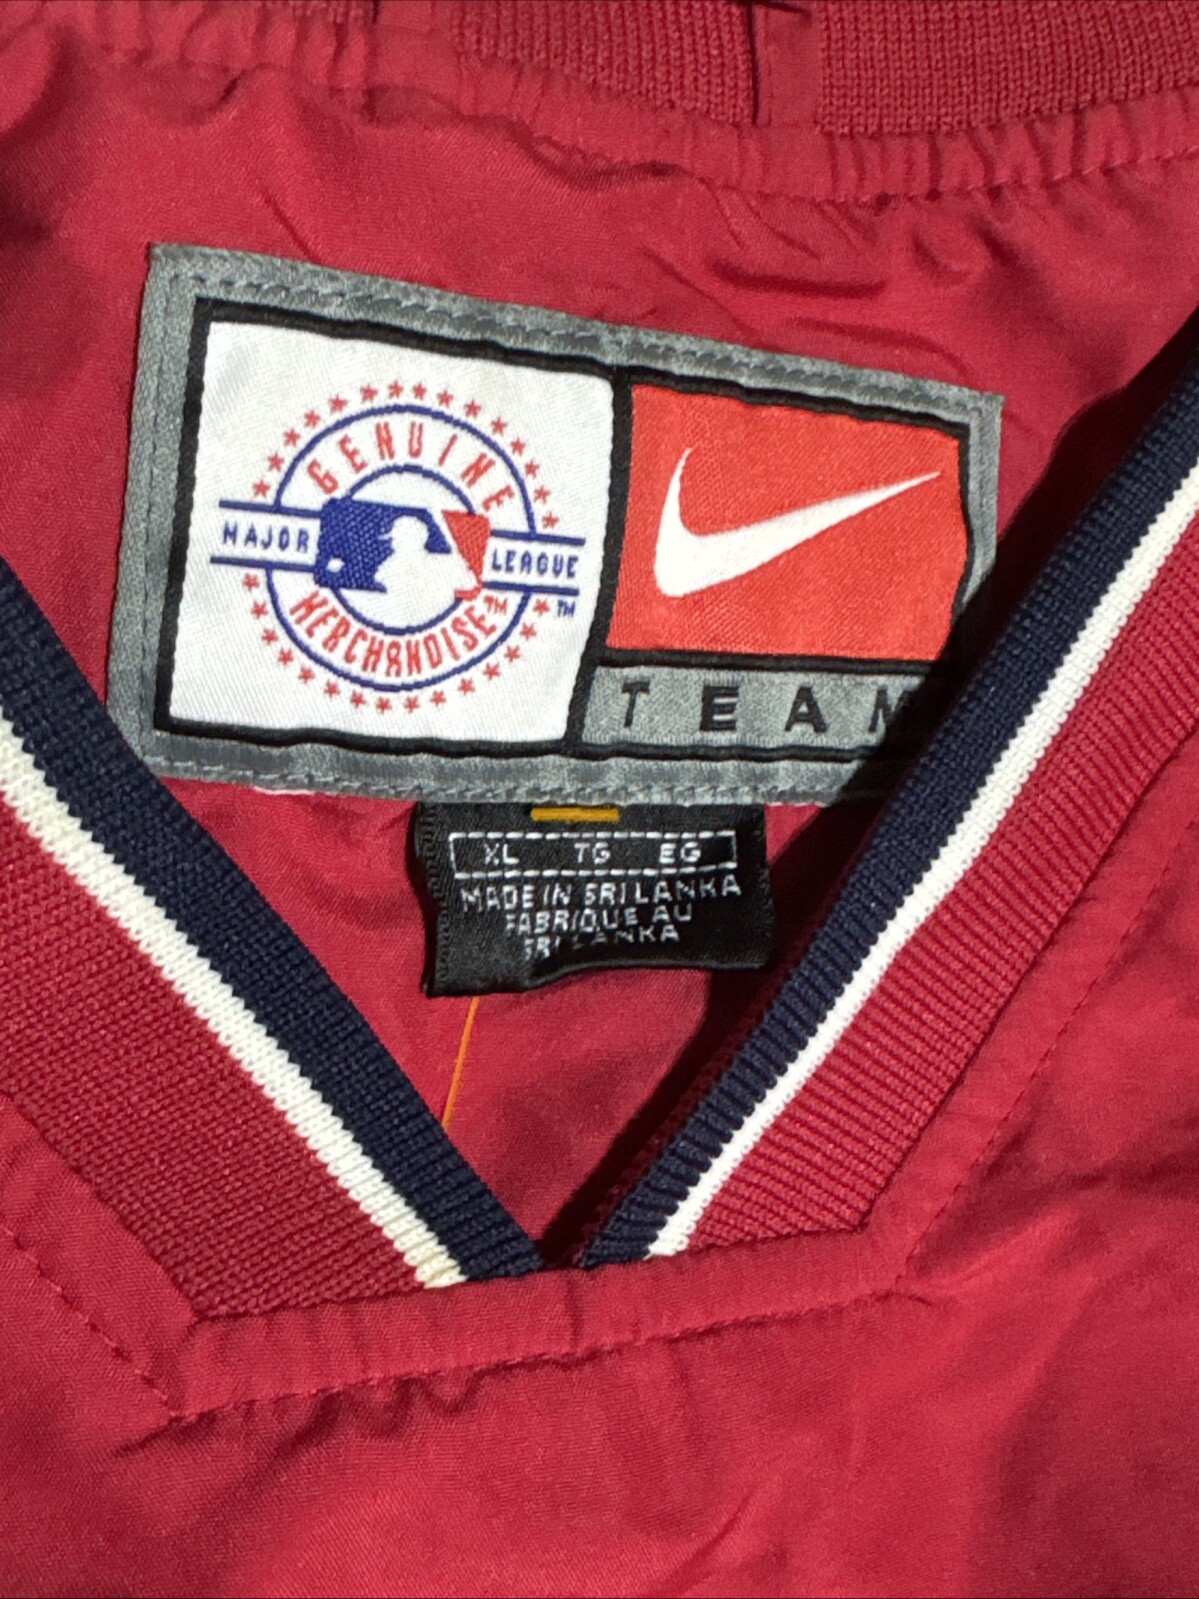 GENUINE
MAJOR LEAGUE
MERCHANDISE™
™
TEAM
XL TG EG
MADE IN SRI LANKA
FABRIQUE AU
SRI LANKA